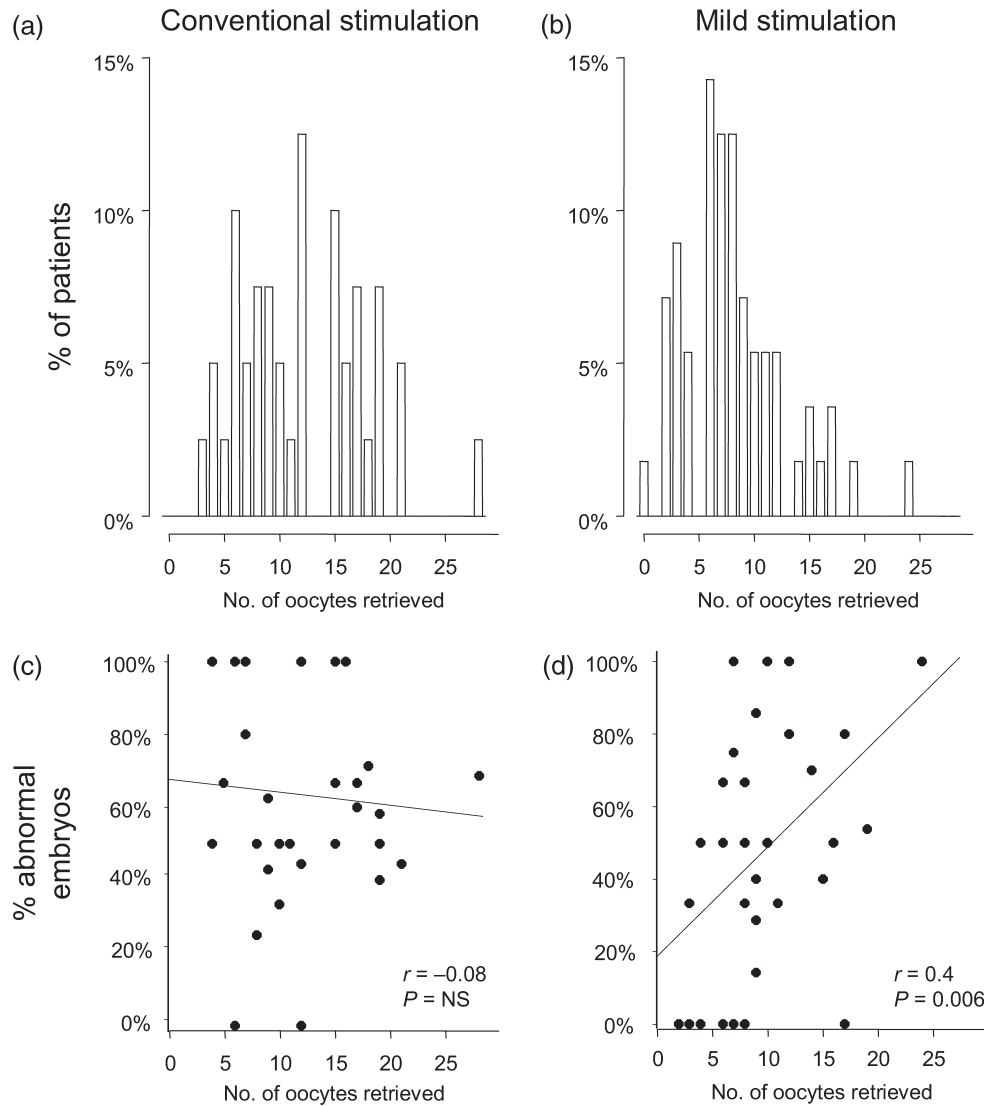 (a) Conventional stimulation
(b) Mild stimulation
% of patients
15%
10%
5%
0%
0 5 10 15 20 25
No. of oocytes retrieved
15%
10%
5%
0%
0 5 10 15 20 25
No. of oocytes retrieved
% abnormal
embryos
(c)
100%
80%
60%
40%
20%
0%
r = –0.08
P = NS
0 5 10 15 20 25
No. of oocytes retrieved
(d)
100%
80%
60%
40%
20%
0%
r = 0.4
P = 0.006
0 5 10 15 20 25
No. of oocytes retrieved